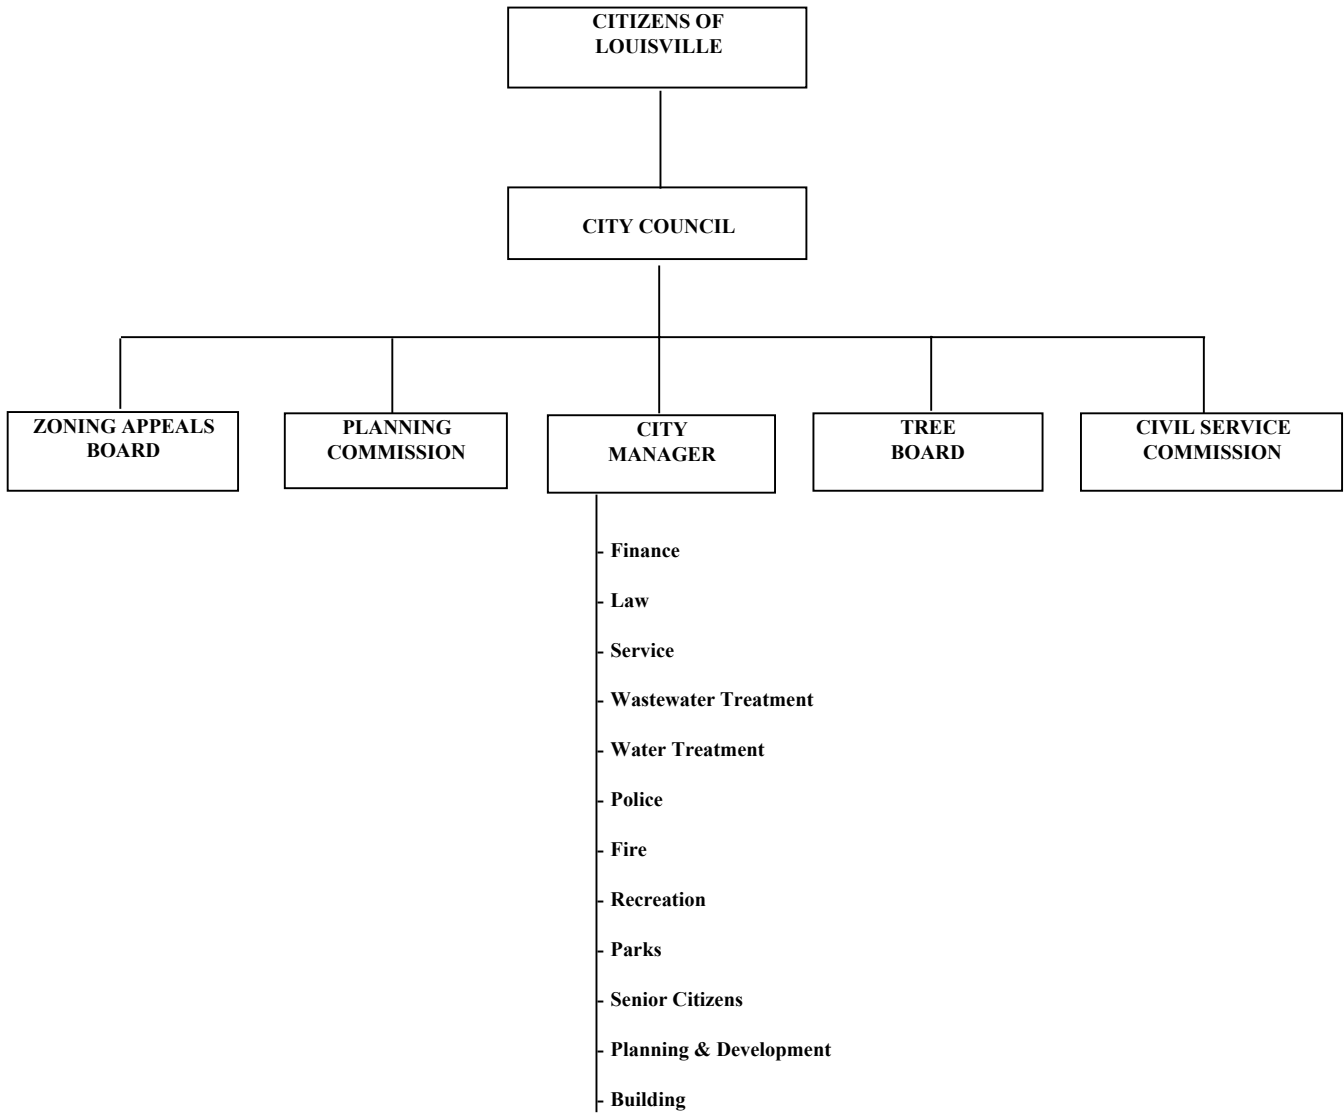 CITIZENS OF
LOUISVILLE
CITY COUNCIL
ZONING APPEALS
BOARD
PLANNING
COMMISSION
CITY
MANAGER
TREE
BOARD
CIVIL SERVICE
COMMISSION
- Finance
- Law
- Service
- Wastewater Treatment
- Water Treatment
- Police
- Fire
- Recreation
- Parks
- Senior Citizens
- Planning & Development
- Building